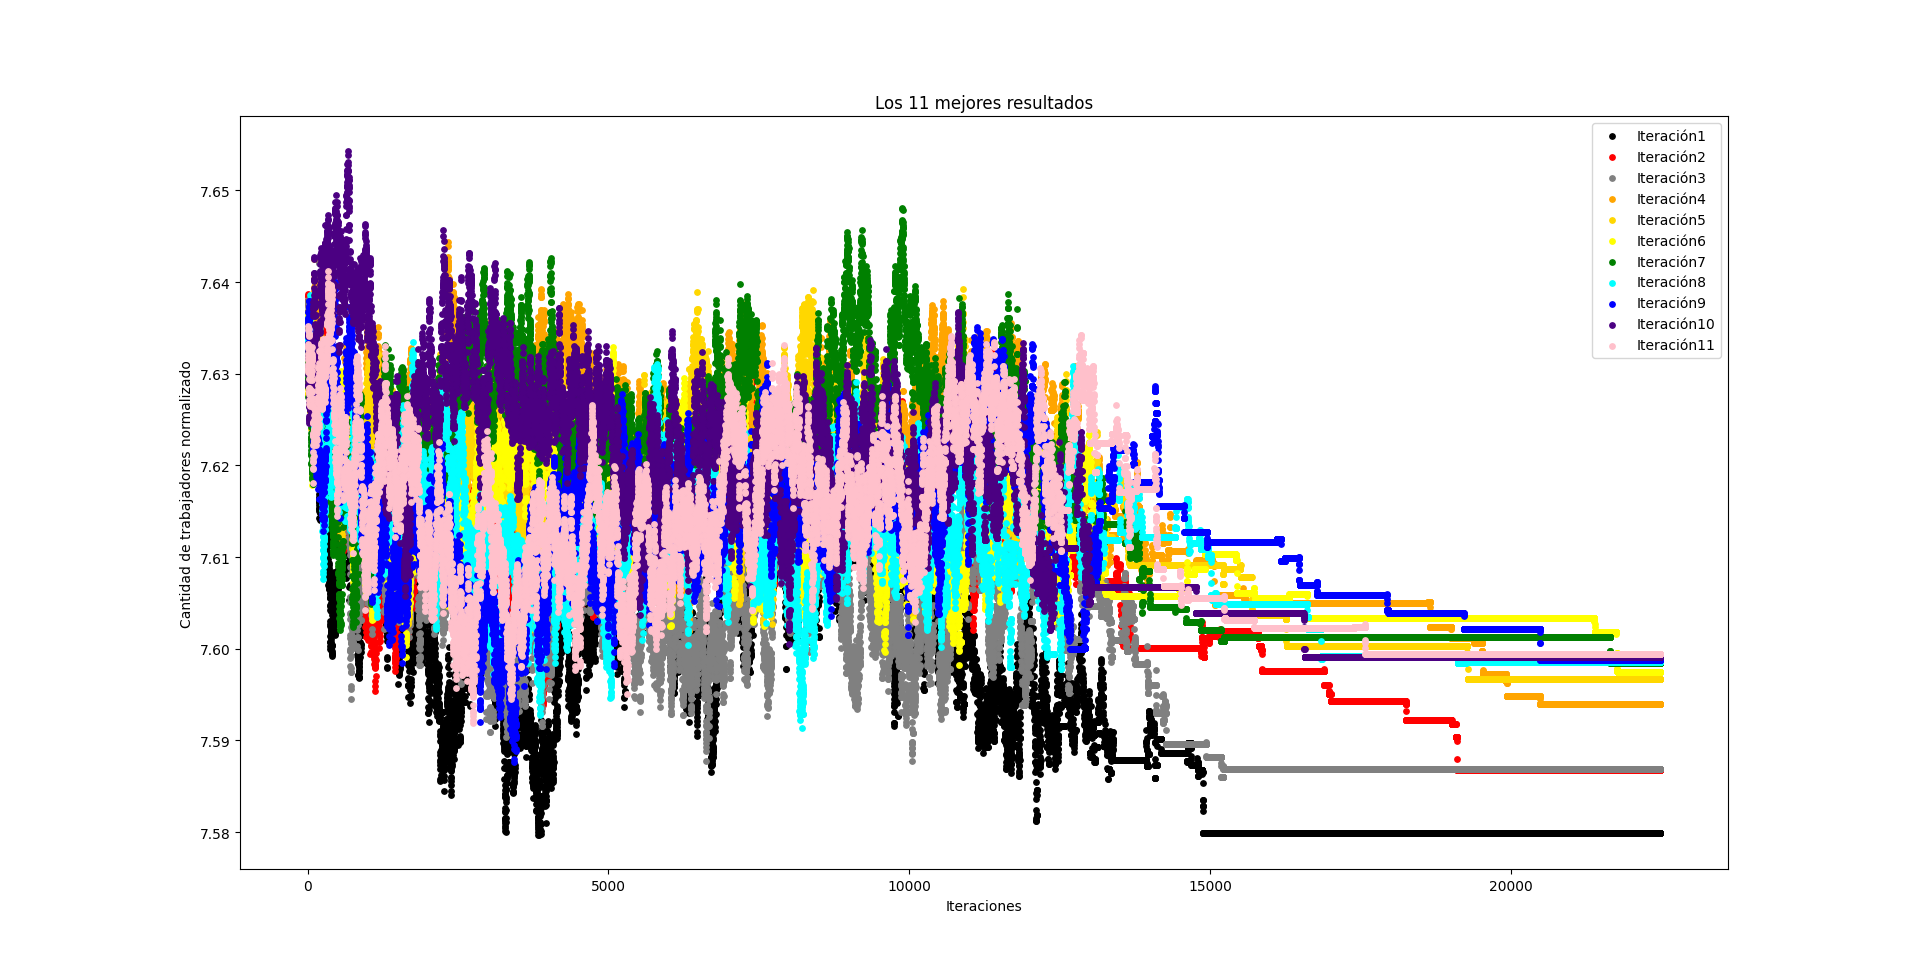 Los 11 mejores resultados
Cantidad de trabajadores normalizado
7.65
7.64
7.63
7.62
7.61
7.60
7.59
7.58
0
5000
10000
15000
20000
Iteraciones
Iteración1
Iteración2
Iteración3
Iteración4
Iteración5
Iteración6
Iteración7
Iteración8
Iteración9
Iteración10
Iteración11